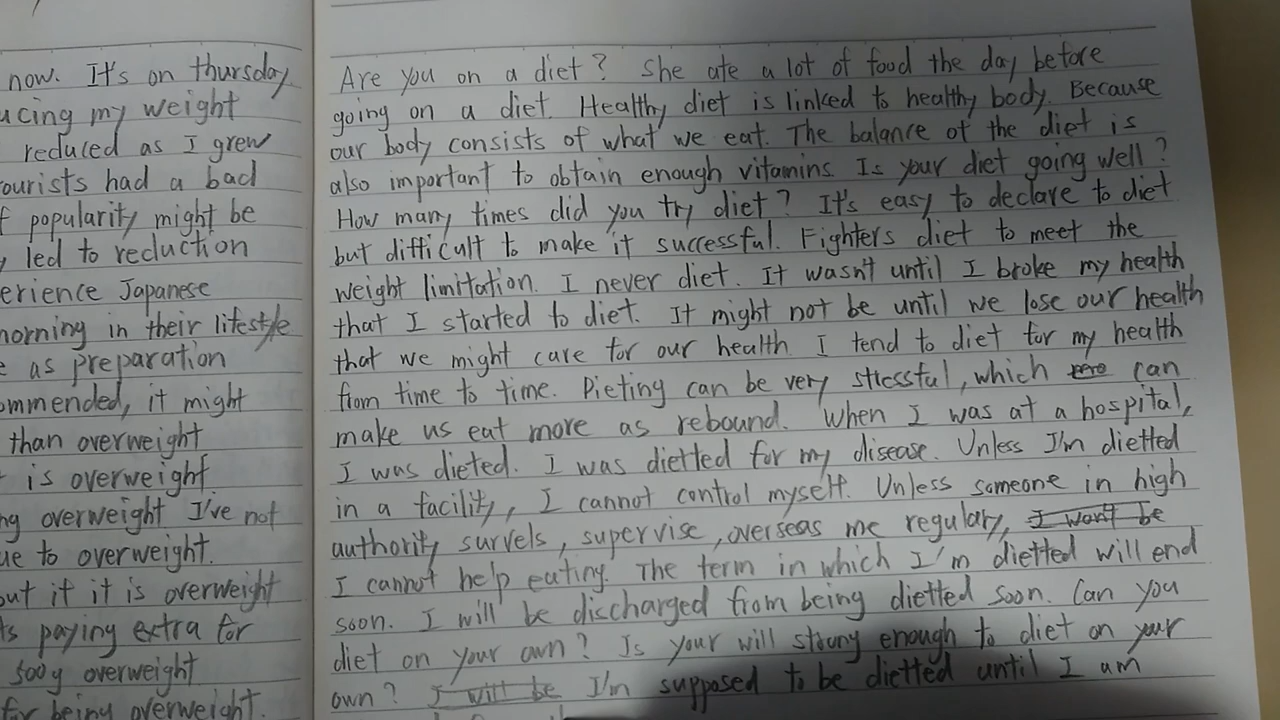 now. It's on thursday
ucing my weight
reduced as I grew
ourists had a bad
f popularity might be
y led to reduction
erience Japanese
morning in their lifestyle
e as preparation
ommended, it might
than overweight
is overweight
ng overweight I've not
ue to overweight.
but if it is overweight
ts paying extra for
500g overweight
for being overweight.
Are you on a diet? She ate a lot of food the day before
going on a diet. Healthy diet is linked to healthy body. Because
our body consists of what we eat. The balance of the diet is
also important to obtain enough vitamins. Is your diet going well?
How many times did you try diet? It's easy to declare to diet
but difficult to make it successful. Fighters diet to meet the
weight limitation. I never diet. It wasn't until I broke my health
that I started to diet. It might not be until we lose our health
that we might care for our health. I tend to diet for my health
from time to time. Dieting can be very stressful, which can
make us eat more as rebound. When I was at a hospital,
I was dieted. I was dietted for my disease. Unless I'm dietted
in a facility, I cannot control myself. Unless someone in high
authority survels, supervise, overseas me regulary, I won't be
I cannot help eating. The term in which I'm dietted will end
soon. I will be discharged from being dietted soon. Can you
diet on your own? Is your will strong enough to diet on your
own? I will be I'm supposed to be dietted until I am